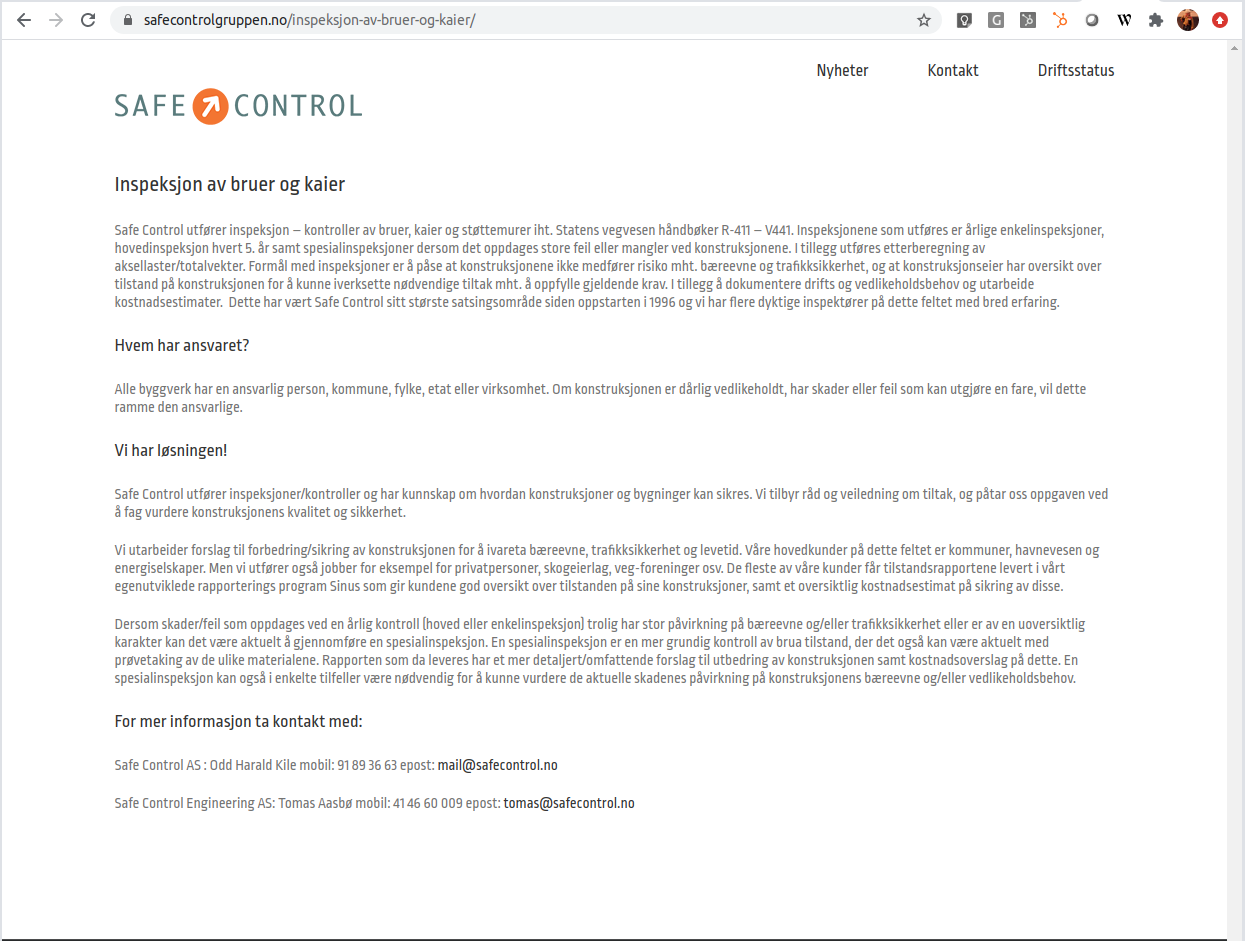 safecontrolgruppen.no/inspeksjon-av-bruer-og-kaier/
G
W
Nyheter Kontakt Driftsstatus
SAFE CONTROL
Inspeksjon av bruer og kaier
Safe Control utfører inspeksjon – kontroller av bruer, kaier og støttemurer iht. Statens vegvesen håndbøker R-411 – V441. Inspeksjonene som utføres er årlige enkelinspeksjoner,
hovedinspeksjon hvert 5. år samt spesialinspeksjoner dersom det oppdages store feil eller mangler ved konstruksjonene. I tillegg utføres etterberegning av
aksellaster/totalvekter. Formål med inspeksjoner er å påse at konstruksjonene ikke medfører risiko mht. bæreevne og trafikksikkerhet, og at konstruksjonseier har oversikt over
tilstand på konstruksjonen for å kunne iverksette nødvendige tiltak mht. å oppfylle gjeldende krav. I tillegg å dokumentere drifts og vedlikeholdsbehov og utarbeide
kostnadsestimater. Dette har vært Safe Control sitt største satsingsområde siden oppstarten i 1996 og vi har flere dyktige inspektører på dette feltet med bred erfaring.
Hvem har ansvaret?
Alle byggverk har en ansvarlig person, kommune, fylke, etat eller virksomhet. Om konstruksjonen er dårlig vedlikeholdt, har skader eller feil som kan utgjøre en fare, vil dette
ramme den ansvarlige.
Vi har løsningen!
Safe Control utfører inspeksjoner/kontroller og har kunnskap om hvordan konstruksjoner og bygninger kan sikres. Vi tilbyr råd og veiledning om tiltak, og påtar oss oppgaven ved
å fag vurdere konstruksjonens kvalitet og sikkerhet.
Vi utarbeider forslag til forbedring/sikring av konstruksjonen for å ivareta bæreevne, trafikksikkerhet og levetid. Våre hovedkunder på dette feltet er kommuner, havnevesen og
energiselskaper. Men vi utfører også jobber for eksempel for privatpersoner, skogeierlag, veg-foreninger osv. De fleste av våre kunder får tilstandsrapportene levert i vårt
egenutviklede rapporterings program Sinus som gir kundene god oversikt over tilstanden på sine konstruksjoner, samt et oversiktlig kostnadsestimat på sikring av disse.
Dersom skader/feil som oppdages ved en årlig kontroll (hoved eller enkelinspeksjon) trolig har stor påvirkning på bæreevne og/eller trafikksikkerhet eller er av en uoversiktlig
karakter kan det være aktuelt å gjennomføre en spesialinspeksjon. En spesialinspeksjon er en mer grundig kontroll av brua tilstand, der det også kan være aktuelt med
prøvetaking av de ulike materialene. Rapporten som da leveres har et mer detaljert/omfattende forslag til utbedring av konstruksjonen samt kostnadsoverslag på dette. En
spesialinspeksjon kan også i enkelte tilfeller være nødvendig for å kunne vurdere de aktuelle skadenes påvirkning på konstruksjonens bæreevne og/eller vedlikeholdsbehov.
For mer informasjon ta kontakt med:
Safe Control AS : Odd Harald Kile mobil: 91 89 36 63 epost: mail@safecontrol.no
Safe Control Engineering AS: Tomas Aasbø mobil: 41 46 60 009 epost: tomas@safecontrol.no